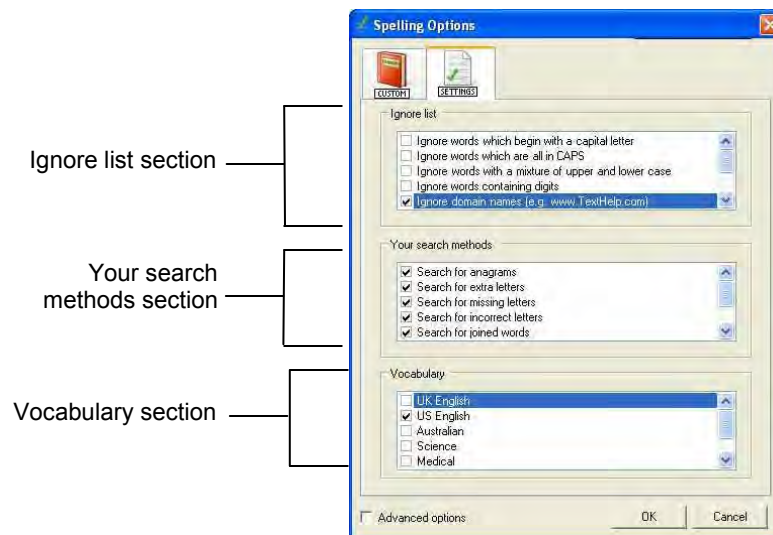 Spelling Options
CUSTOM
SETTINGS
Ignore list section
Ignore list
Ignore words which begin with a capital letter
Ignore words which are all in CAPS
Ignore words with a mixture of upper and lower case
Ignore words containing digits
Ignore domain names (e.g. www.TextHelp.com)
Your search
methods section
Your search methods
Search for anagrams
Search for extra letters
Search for missing letters
Search for incorrect letters
Search for joined words
Vocabulary section
Vocabulary
UK English
US English
Australian
Science
Medical
Advanced options
OK
Cancel